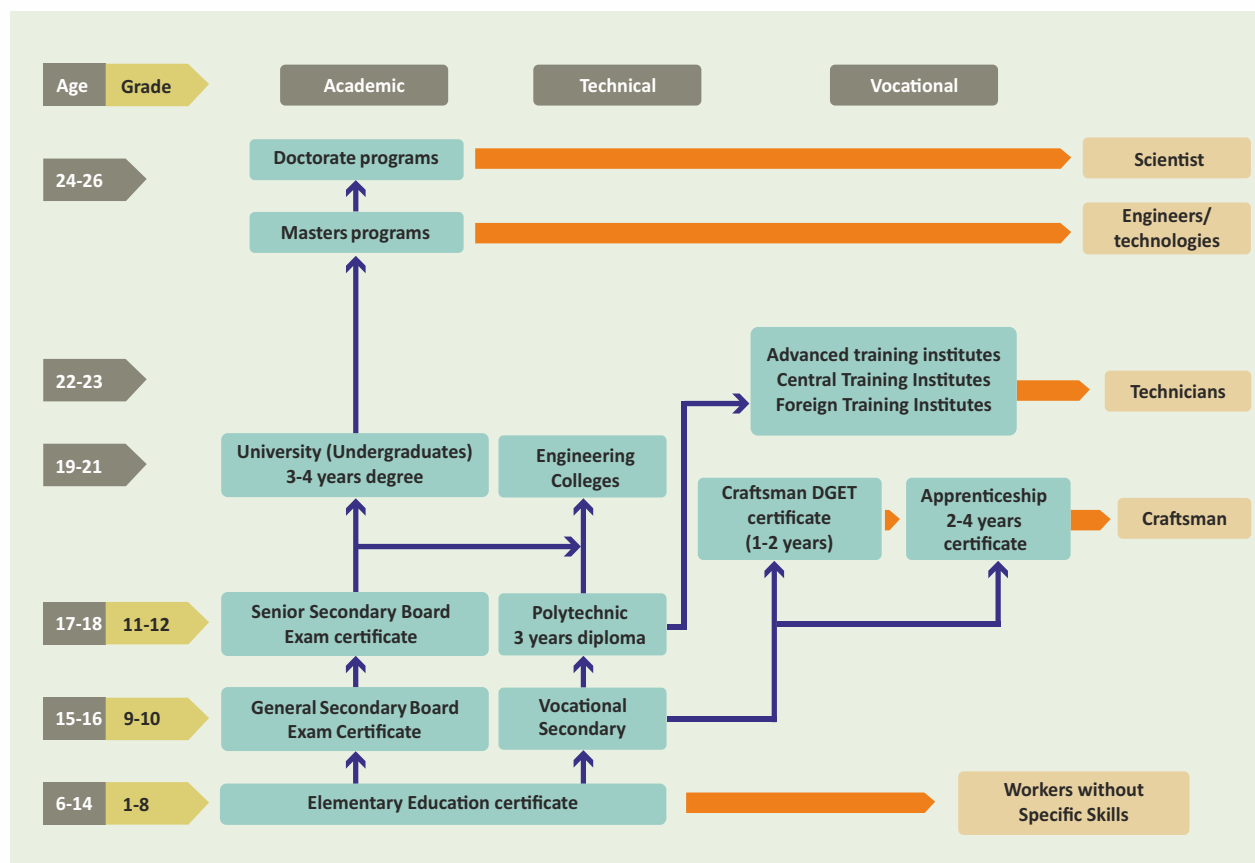 Age
Grade
Academic
Technical
Vocational
24-26
Doctorate programs
Scientist
Masters programs
Engineers/
technologies
22-23
Advanced training institutes
Central Training Institutes
Foreign Training Institutes
Technicians
19-21
University (Undergraduates)
3-4 years degree
Engineering
Colleges
Craftsman DGET
certificate
(1-2 years)
Apprenticeship
2-4 years
certificate
Craftsman
17-18
11-12
Senior Secondary Board
Exam certificate
Polytechnic
3 years diploma
15-16
9-10
General Secondary Board
Exam Certificate
Vocational
Secondary
6-14
1-8
Elementary Education certificate
Workers without
Specific Skills